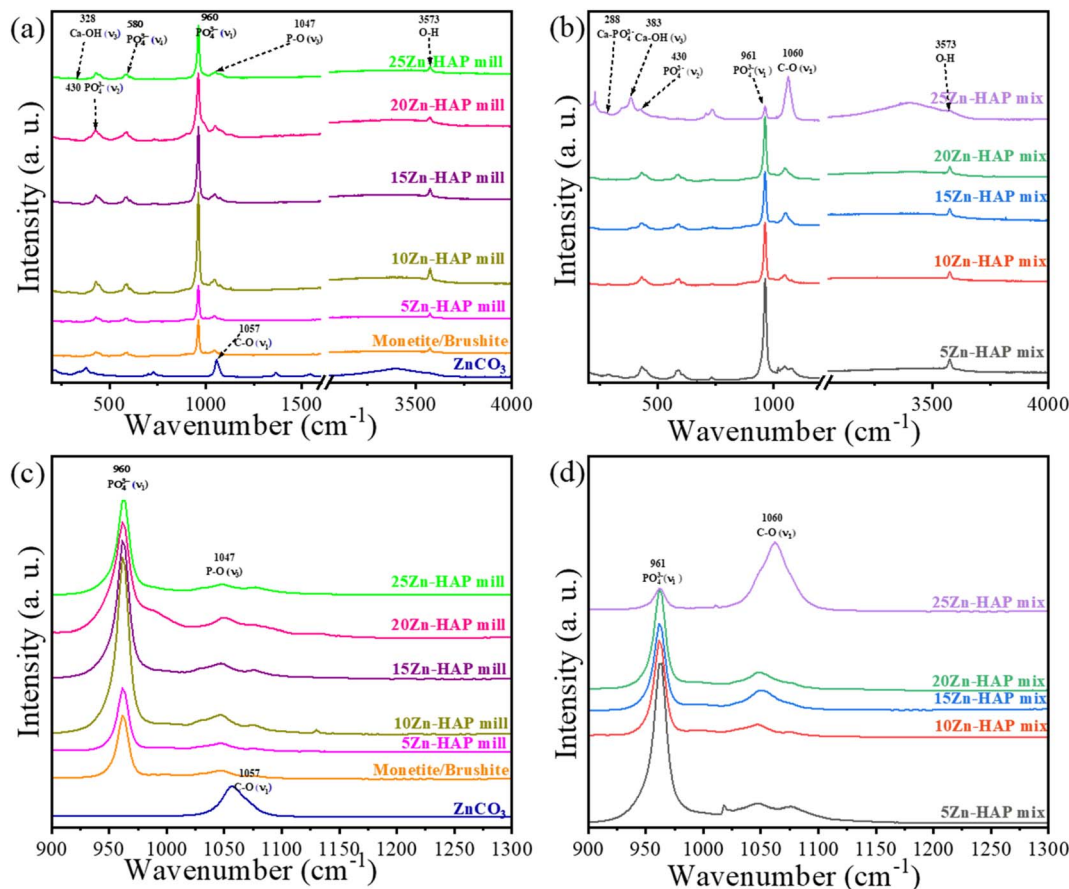 (a)
328
Ca-OH (ν₃)
580
PO₄³⁻ (ν₄)
960
PO₄³⁻ (ν₁)
1047
P-O (ν₃)
3573
O-H
25Zn-HAP mill
430 PO₄³⁻ (ν₂)
20Zn-HAP mill
15Zn-HAP mill
10Zn-HAP mill
5Zn-HAP mill
1057
C-O (ν₁)
Monetite/Brushite
ZnCO₃
Intensity (a. u.)
500 1000 1500 3500 4000
Wavenumber (cm⁻¹)
(b)
288
Ca-PO₄³⁻
383
Ca-OH (ν₃)
430
PO₄³⁻ (ν₂)
961
PO₄³⁻ (ν₁)
1060
C-O (ν₁)
3573
O-H
25Zn-HAP mix
20Zn-HAP mix
15Zn-HAP mix
10Zn-HAP mix
5Zn-HAP mix
Intensity (a. u.)
500 1000 3500 4000
Wavenumber (cm⁻¹)
(c)
960
PO₄³⁻ (ν₁)
1047
P-O (ν₃)
25Zn-HAP mill
20Zn-HAP mill
15Zn-HAP mill
10Zn-HAP mill
5Zn-HAP mill
Monetite/Brushite
1057
C-O (ν₁)
ZnCO₃
Intensity (a. u.)
900 950 1000 1050 1100 1150 1200 1250 1300
Wavenumber (cm⁻¹)
(d)
1060
C-O (ν₁)
961
PO₄³⁻ (ν₁)
25Zn-HAP mix
20Zn-HAP mix
15Zn-HAP mix
10Zn-HAP mix
5Zn-HAP mix
Intensity (a. u.)
900 950 1000 1050 1100 1150 1200 1250 1300
Wavenumber (cm⁻¹)